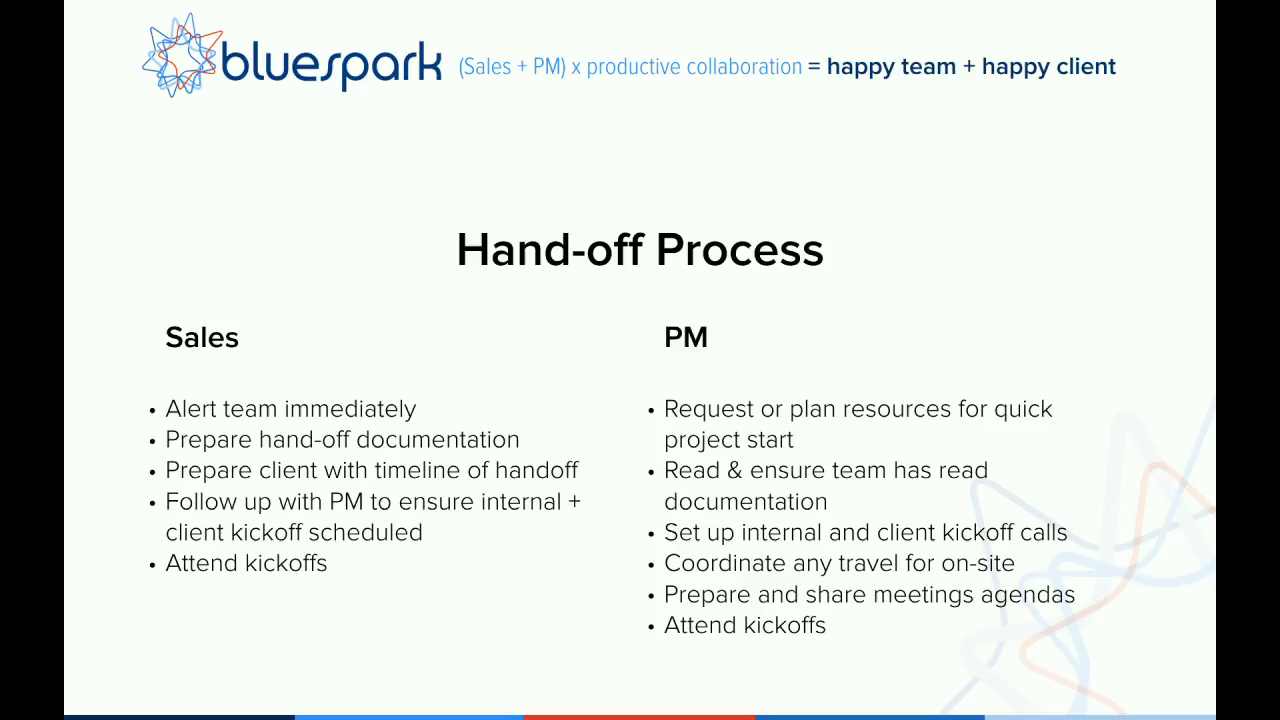 bluespark (Sales + PM) x productive collaboration = happy team + happy client
Hand-off Process
Sales
• Alert team immediately
• Prepare hand-off documentation
• Prepare client with timeline of handoff
• Follow up with PM to ensure internal +
client kickoff scheduled
• Attend kickoffs
PM
• Request or plan resources for quick
project start
• Read & ensure team has read
documentation
• Set up internal and client kickoff calls
• Coordinate any travel for on-site
• Prepare and share meetings agendas
• Attend kickoffs